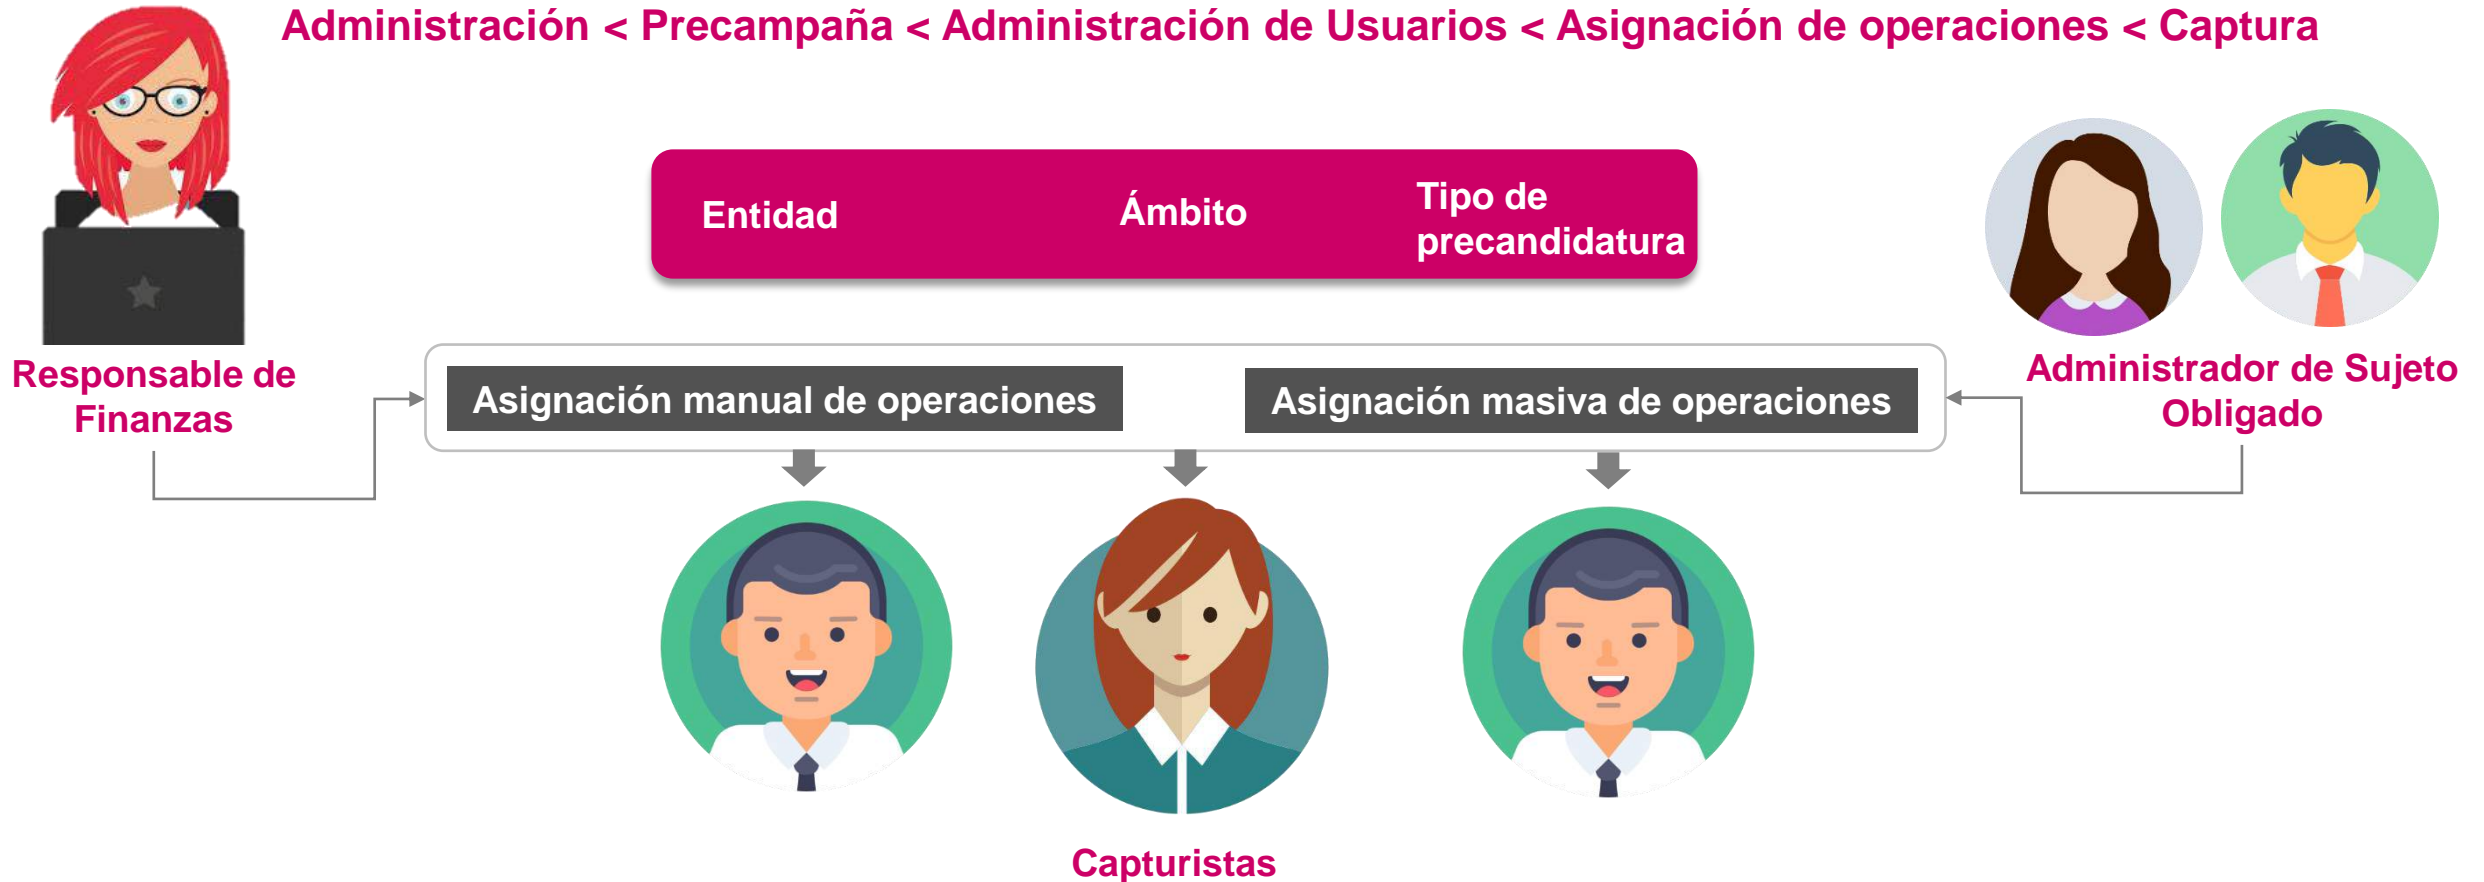 Administración < Precampaña < Administración de Usuarios < Asignación de operaciones < Captura
Entidad
Ámbito
Tipo de
precandidatura
Responsable de
Finanzas
Asignación manual de operaciones
Asignación masiva de operaciones
Administrador de Sujeto
Obligado
Capturistas